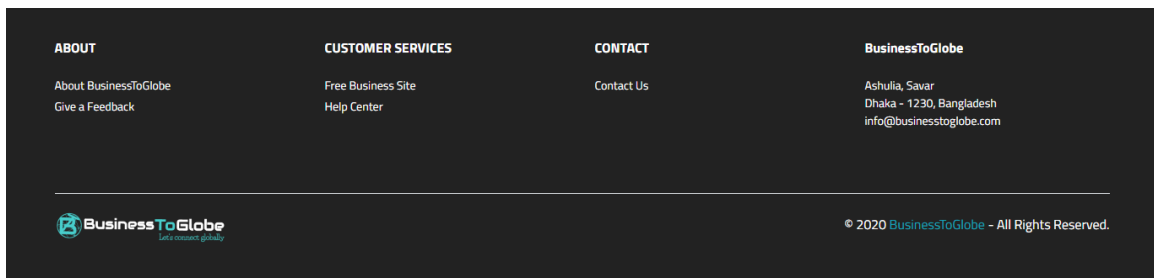 ABOUT
About BusinessToGlobe
Give a Feedback
CUSTOMER SERVICES
Free Business Site
Help Center
CONTACT
Contact Us
BusinessToGlobe
Ashulia, Savar
Dhaka - 1230, Bangladesh
info@businesstoglobe.com
BusinessToGlobe
Let's connect globally
© 2020 BusinessToGlobe - All Rights Reserved.